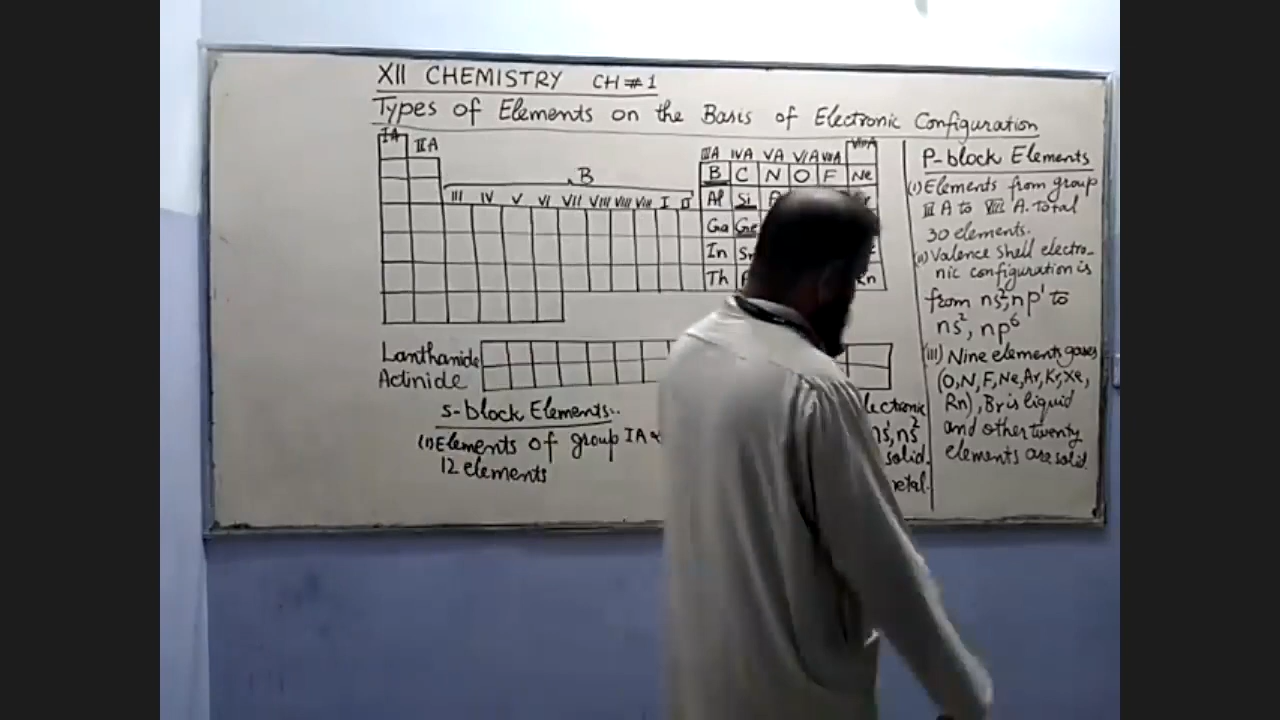 XII CHEMISTRY CH#1
Types of Elements on the Basis of Electronic Configuration
IA
IIA
B
III IV V VI VII VIII VIII VIII I II
IIIA IVA VA VIA VIIA VIIIA
B C N O F Ne
Al Si
Ga Ge
In Sn
Th Rn
Lanthanide
Actinide
s-block Elements..
(i) Elements of group IA
12 elements
lectronic
ns¹, ns²
solid.
etal.
P-block Elements
(i) Elements from group
III A to VIII A. Total
30 elements.
(ii) Valence shell electro-
nic configuration is
from ns², np¹ to
ns², np⁶
(iii) Nine elements gases
(O,N,F,Ne,Ar,Kr,Xe,
Rn), Br is liquid
and other twenty
elements are solid